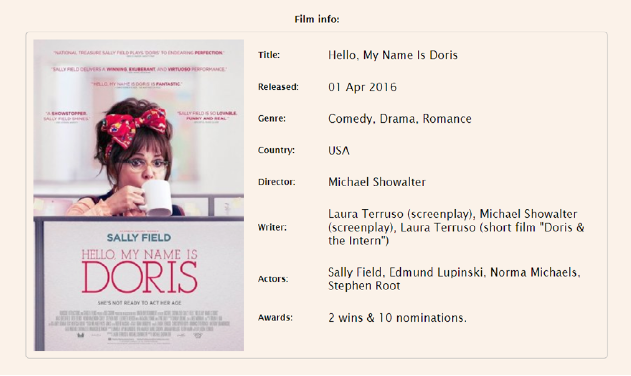 Film info:
"NATIONAL TREASURE SALLY FIELD PLAYS 'DORIS' TO ENDEARING PERFECTION."
"SALLY FIELD DELIVERS A WINNING, EXUBERANT AND VIRTUOSO PERFORMANCE."
"'HELLO, MY NAME IS DORIS' IS FANTASTIC."
"A SHOWSTOPPER.
SALLY FIELD SHINES."
"SALLY FIELD IS SO LOVABLE,
FUNNY AND REAL."
SALLY FIELD
HELLO, MY NAME IS
DORIS
SHE'S NOT READY TO ACT HER AGE
Title: Hello, My Name Is Doris
Released: 01 Apr 2016
Genre: Comedy, Drama, Romance
Country: USA
Director: Michael Showalter
Writer: Laura Terruso (screenplay), Michael Showalter
(screenplay), Laura Terruso (short film "Doris &
the Intern")
Actors: Sally Field, Edmund Lupinski, Norma Michaels,
Stephen Root
Awards: 2 wins & 10 nominations.